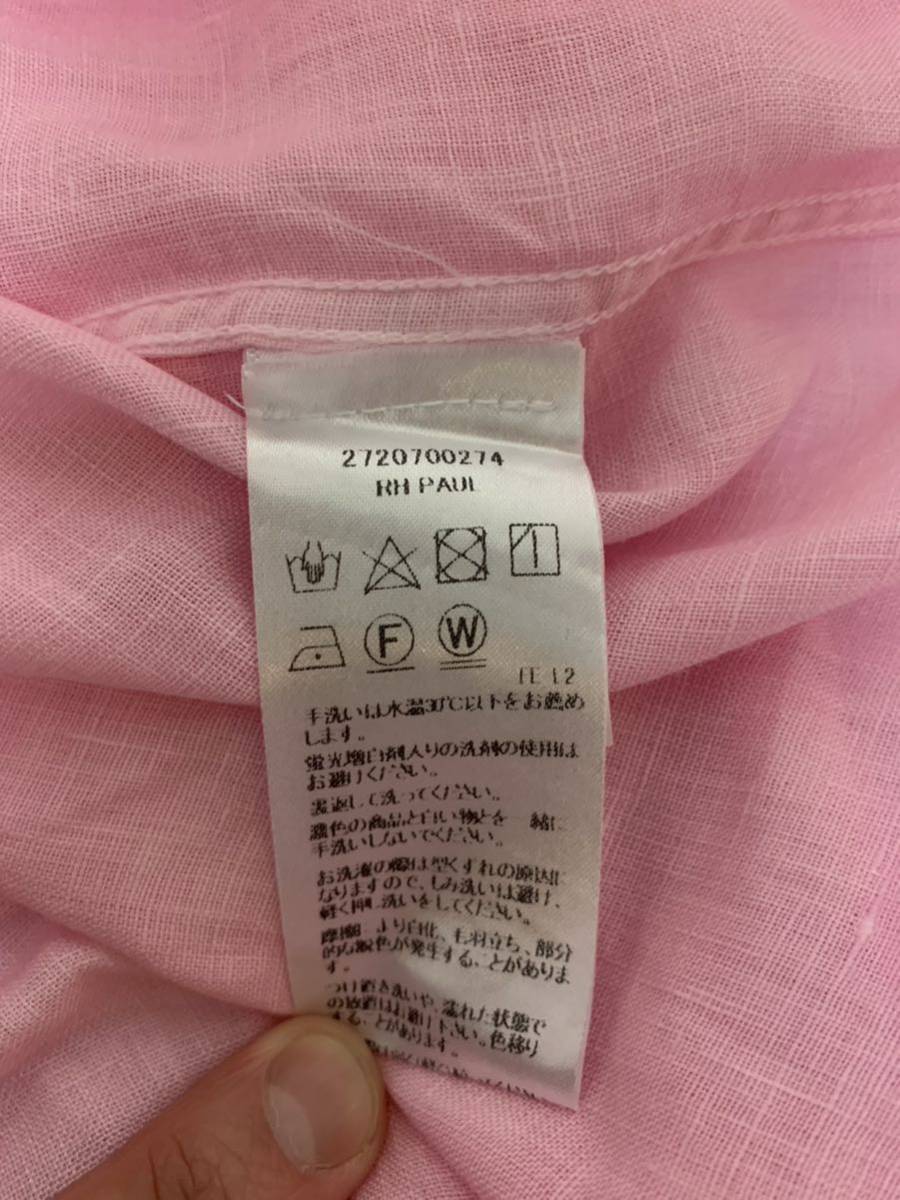 2720700274
RH PAUL
F W
IE 12
手洗いは水温30℃以下をお薦め
します。
蛍光増白剤入りの洗剤の使用は
お避けください。
裏返して洗ってください。
濃色の商品と白い物とを 緒に
手洗いしないでください。
お洗濯の際は型くずれの原因に
なりますので、もみ洗いは避け、
軽く押し洗いをしてください。
摩擦により白化、毛羽立ち、部分
的な脱色が発生することがありま
す。
つけ置き洗いや、濡れた状態で
の放置はお避け下さい。色移り
することがあります。